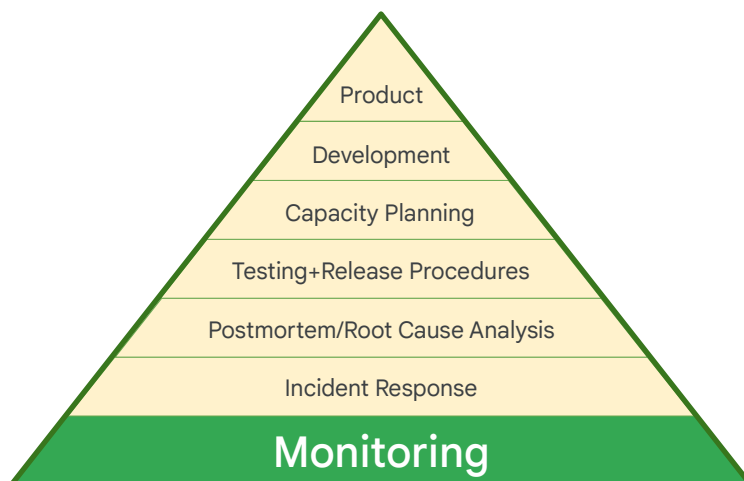 Product
Development
Capacity Planning
Testing+Release Procedures
Postmortem/Root Cause Analysis
Incident Response
Monitoring